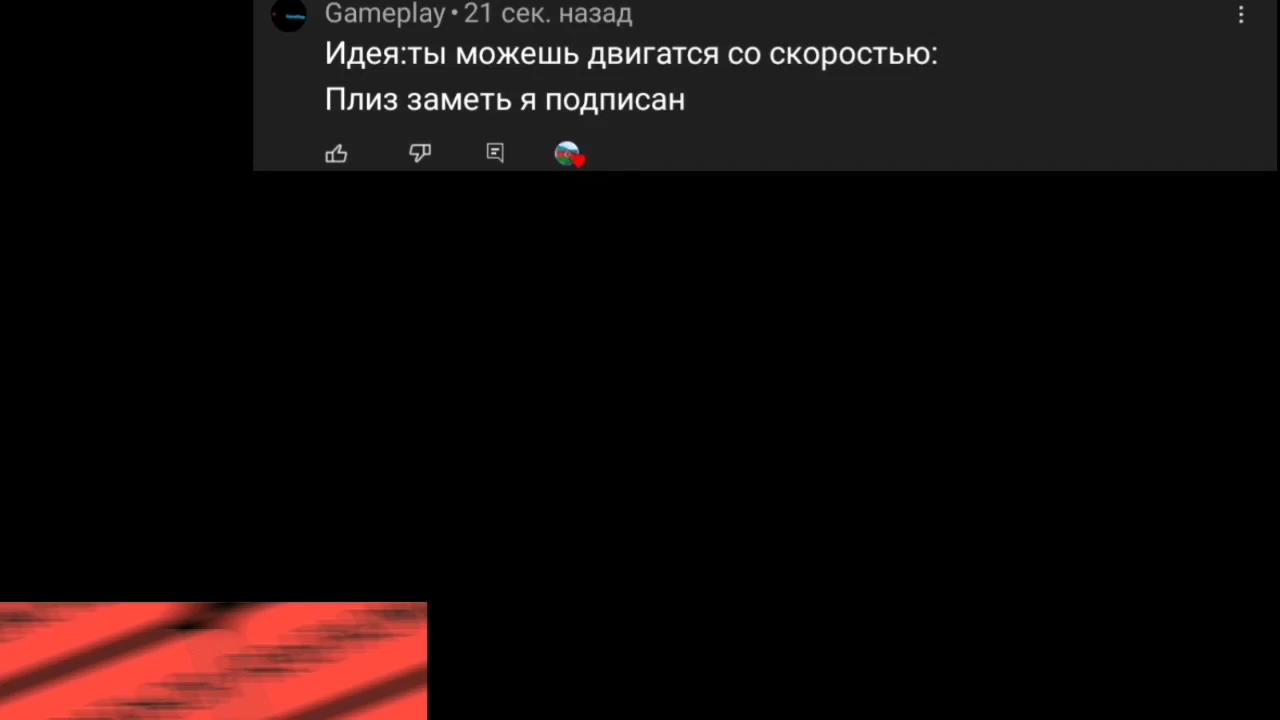 Gameplay • 21 сек. назад
Идея:ты можешь двигатся со скоростью:
Плиз заметь я подписан